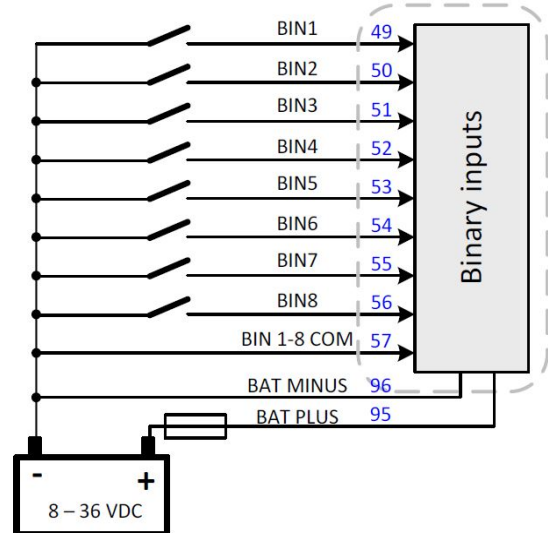 BIN1 49
BIN2 50
BIN3 51
BIN4 52
BIN5 53
BIN6 54
BIN7 55
BIN8 56
BIN 1-8 COM 57
BAT MINUS 96
BAT PLUS 95
Binary inputs
- +
8 – 36 VDC